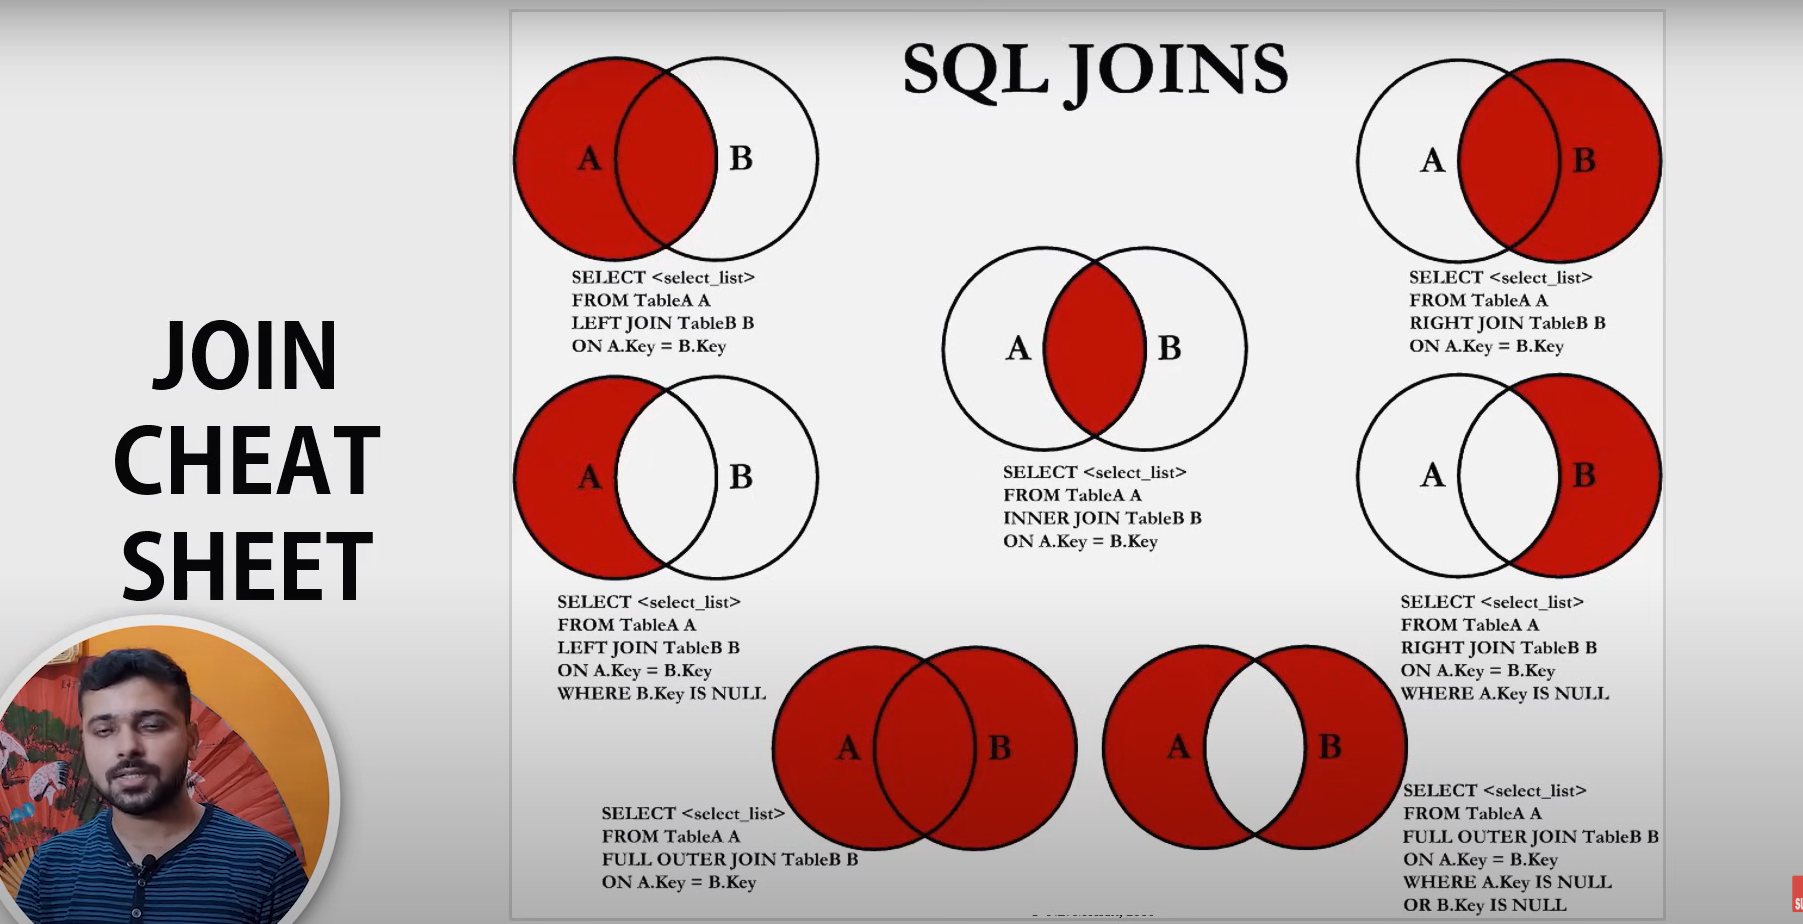 SQL JOINS
A
B
SELECT <select_list>
FROM TableA A
LEFT JOIN TableB B
ON A.Key = B.Key
A
B
SELECT <select_list>
FROM TableA A
RIGHT JOIN TableB B
ON A.Key = B.Key
A
B
SELECT <select_list>
FROM TableA A
INNER JOIN TableB B
ON A.Key = B.Key
JOIN
CHEAT
SHEET
A
B
SELECT <select_list>
FROM TableA A
LEFT JOIN TableB B
ON A.Key = B.Key
WHERE B.Key IS NULL
A
B
SELECT <select_list>
FROM TableA A
RIGHT JOIN TableB B
ON A.Key = B.Key
WHERE A.Key IS NULL
A
B
SELECT <select_list>
FROM TableA A
FULL OUTER JOIN TableB B
ON A.Key = B.Key
A
B
SELECT <select_list>
FROM TableA A
FULL OUTER JOIN TableB B
ON A.Key = B.Key
WHERE A.Key IS NULL
OR B.Key IS NULL